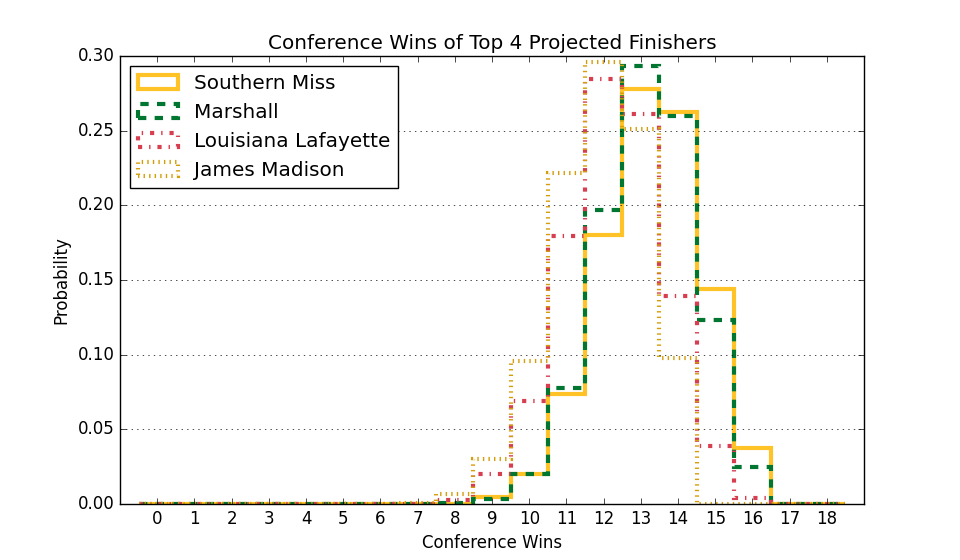 Conference Wins of Top 4 Projected Finishers
0.30
0.25
0.20
0.15
0.10
0.05
0.00
Probability
Southern Miss
Marshall
Louisiana Lafayette
James Madison
0 1 2 3 4 5 6 7 8 9 10 11 12 13 14 15 16 17 18
Conference Wins